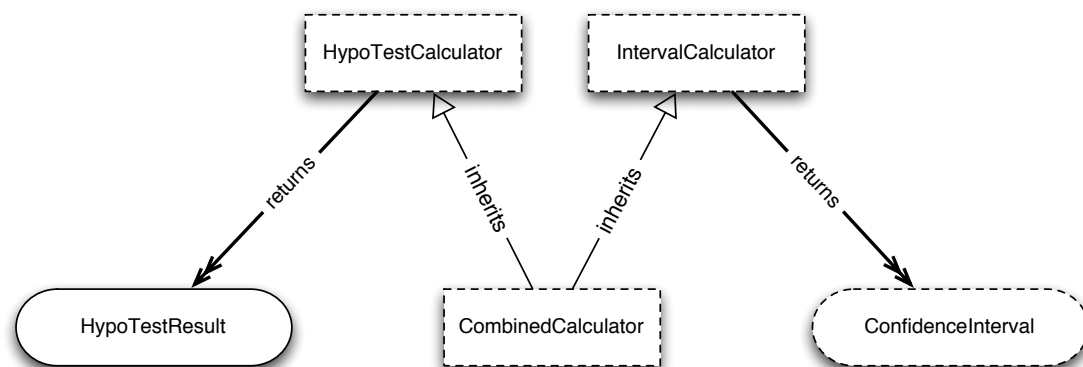 HypoTestCalculator
IntervalCalculator
returns
inherits
inherits
returns
HypoTestResult
CombinedCalculator
ConfidenceInterval